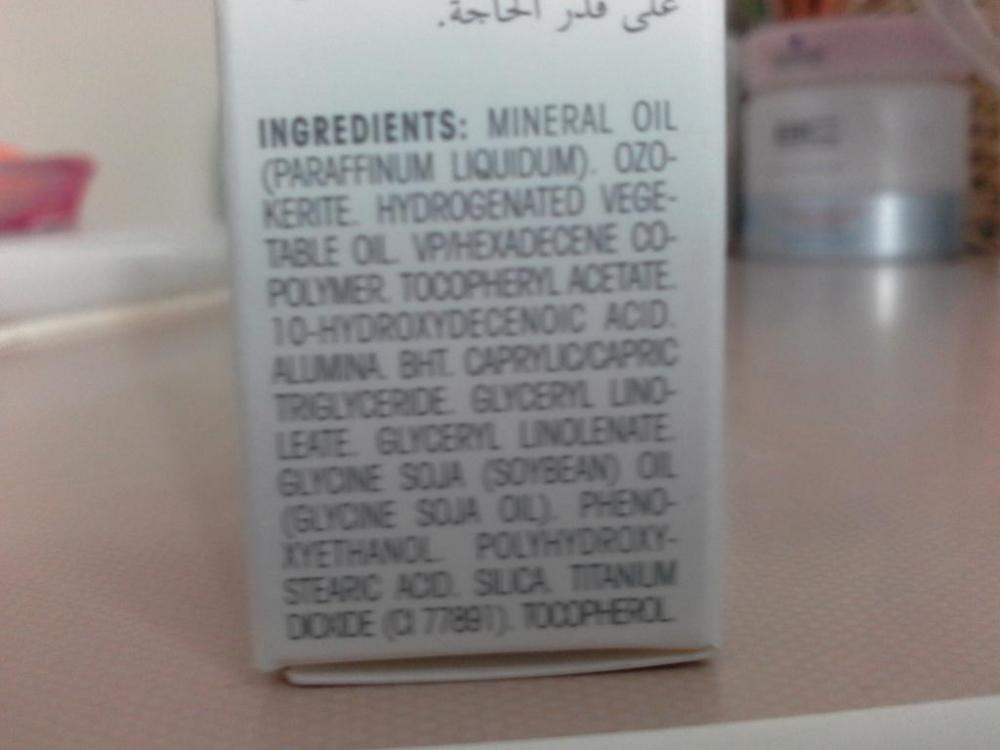 على قدر الحاجة.
INGREDIENTS: MINERAL OIL
(PARAFFINUM LIQUIDUM). OZO-
KERITE. HYDROGENATED VEGE-
TABLE OIL. VP/HEXADECENE CO-
POLYMER. TOCOPHERYL ACETATE.
10-HYDROXYDECENOIC ACID.
ALUMINA. BHT. CAPRYLIC/CAPRIC
TRIGLYCERIDE. GLYCERYL LINO-
LEATE. GLYCERYL LINOLENATE.
GLYCINE SOJA (SOYBEAN) OIL
(GLYCINE SOJA OIL). PHENO-
XYETHANOL. POLYHYDROXY-
STEARIC ACID. SILICA. TITANIUM
DIOXIDE (CI 77891). TOCOPHEROL.